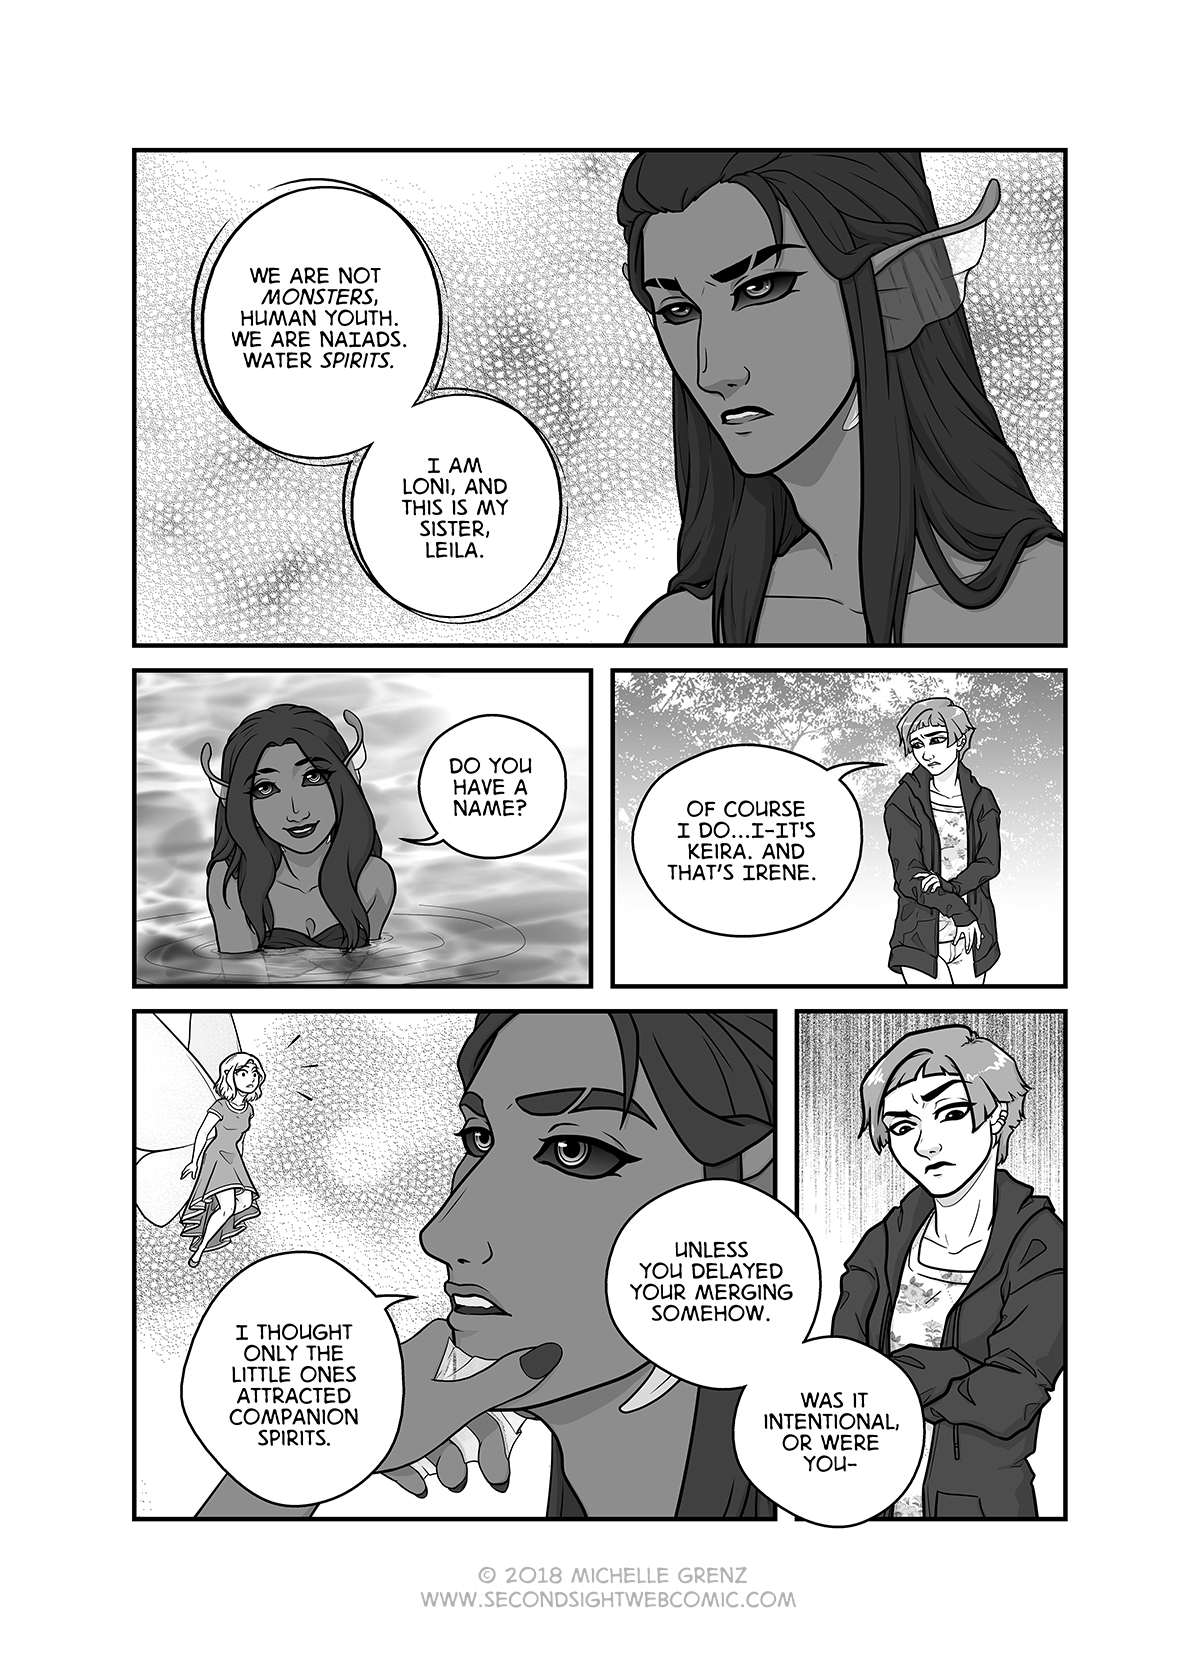 WE ARE NOT
MONSTERS,
HUMAN YOUTH.
WE ARE NAIADS.
WATER SPIRITS.
I AM
LONI, AND
THIS IS MY
SISTER,
LEILA.
DO YOU
HAVE A
NAME?
OF COURSE
I DO...I-IT'S
KEIRA. AND
THAT'S IRENE.
I THOUGHT
ONLY THE
LITTLE ONES
ATTRACTED
COMPANION
SPIRITS.
UNLESS
YOU DELAYED
YOUR MERGING
SOMEHOW.
WAS IT
INTENTIONAL,
OR WERE
YOU-
© 2018 MICHELLE GRENZ
WWW.SECONDSIGHTWEBCOMIC.COM